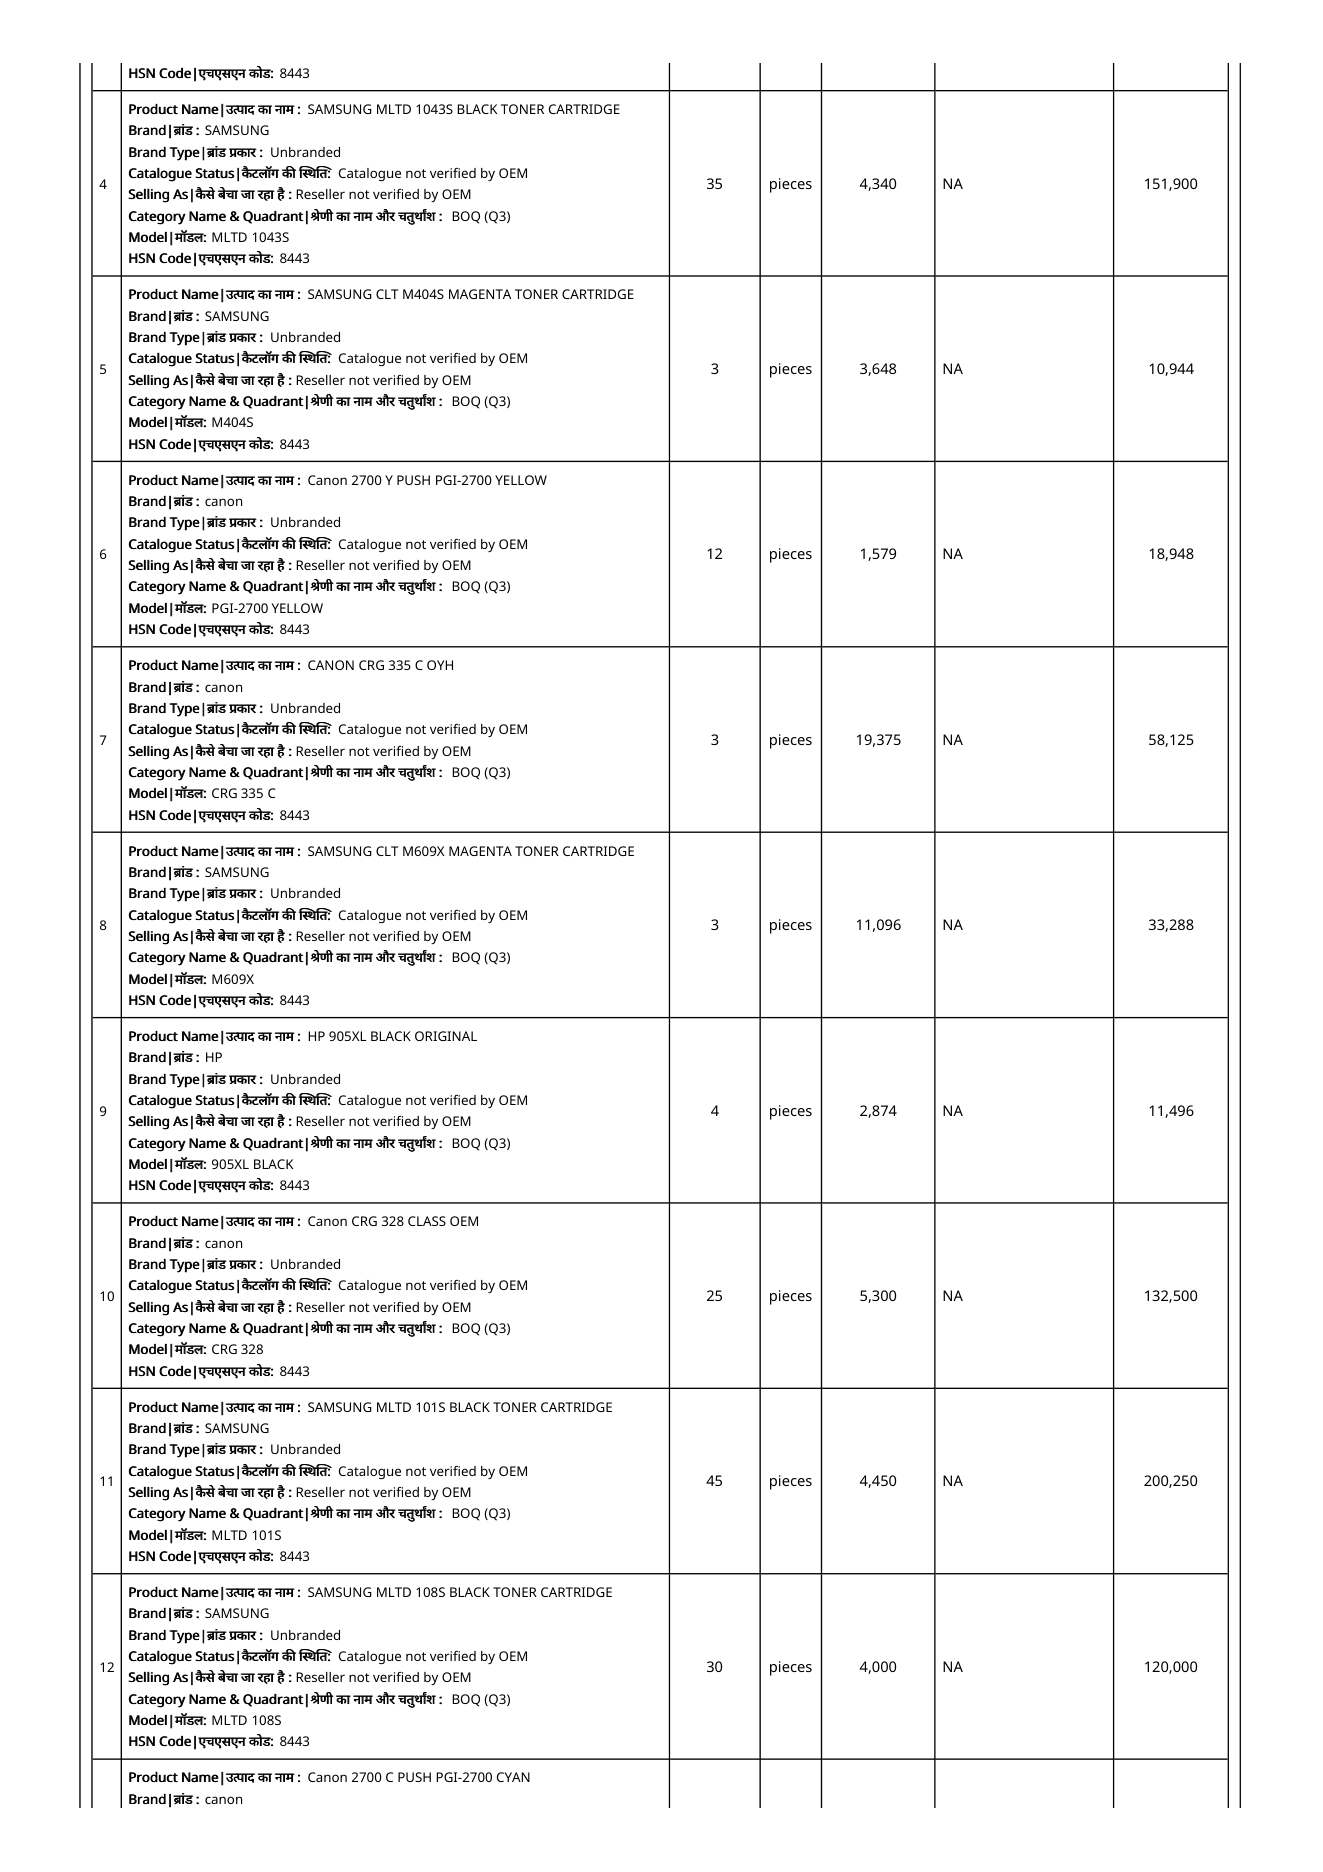 HSN Code|एचएसएन कोड: 8443
Product Name|उत्पाद का नाम : SAMSUNG MLTD 1043S BLACK TONER CARTRIDGE
Brand|ब्रांड : SAMSUNG
Brand Type|ब्रांड प्रकार : Unbranded
Catalogue Status|कैटलॉग की स्थिति: Catalogue not verified by OEM
Selling As|कैसे बेचा जा रहा है : Reseller not verified by OEM
Category Name & Quadrant|श्रेणी का नाम और चतुर्थांश : BOQ (Q3)
Model|मॉडल: MLTD 1043S
HSN Code|एचएसएन कोड: 8443
4 35 pieces 4,340 NA 151,900
Product Name|उत्पाद का नाम : SAMSUNG CLT M404S MAGENTA TONER CARTRIDGE
Brand|ब्रांड : SAMSUNG
Brand Type|ब्रांड प्रकार : Unbranded
Catalogue Status|कैटलॉग की स्थिति: Catalogue not verified by OEM
Selling As|कैसे बेचा जा रहा है : Reseller not verified by OEM
Category Name & Quadrant|श्रेणी का नाम और चतुर्थांश : BOQ (Q3)
Model|मॉडल: M404S
HSN Code|एचएसएन कोड: 8443
5 3 pieces 3,648 NA 10,944
Product Name|उत्पाद का नाम : Canon 2700 Y PUSH PGI-2700 YELLOW
Brand|ब्रांड : canon
Brand Type|ब्रांड प्रकार : Unbranded
Catalogue Status|कैटलॉग की स्थिति: Catalogue not verified by OEM
Selling As|कैसे बेचा जा रहा है : Reseller not verified by OEM
Category Name & Quadrant|श्रेणी का नाम और चतुर्थांश : BOQ (Q3)
Model|मॉडल: PGI-2700 YELLOW
HSN Code|एचएसएन कोड: 8443
6 12 pieces 1,579 NA 18,948
Product Name|उत्पाद का नाम : CANON CRG 335 C OYH
Brand|ब्रांड : canon
Brand Type|ब्रांड प्रकार : Unbranded
Catalogue Status|कैटलॉग की स्थिति: Catalogue not verified by OEM
Selling As|कैसे बेचा जा रहा है : Reseller not verified by OEM
Category Name & Quadrant|श्रेणी का नाम और चतुर्थांश : BOQ (Q3)
Model|मॉडल: CRG 335 C
HSN Code|एचएसएन कोड: 8443
7 3 pieces 19,375 NA 58,125
Product Name|उत्पाद का नाम : SAMSUNG CLT M609X MAGENTA TONER CARTRIDGE
Brand|ब्रांड : SAMSUNG
Brand Type|ब्रांड प्रकार : Unbranded
Catalogue Status|कैटलॉग की स्थिति: Catalogue not verified by OEM
Selling As|कैसे बेचा जा रहा है : Reseller not verified by OEM
Category Name & Quadrant|श्रेणी का नाम और चतुर्थांश : BOQ (Q3)
Model|मॉडल: M609X
HSN Code|एचएसएन कोड: 8443
8 3 pieces 11,096 NA 33,288
Product Name|उत्पाद का नाम : HP 905XL BLACK ORIGINAL
Brand|ब्रांड : HP
Brand Type|ब्रांड प्रकार : Unbranded
Catalogue Status|कैटलॉग की स्थिति: Catalogue not verified by OEM
Selling As|कैसे बेचा जा रहा है : Reseller not verified by OEM
Category Name & Quadrant|श्रेणी का नाम और चतुर्थांश : BOQ (Q3)
Model|मॉडल: 905XL BLACK
HSN Code|एचएसएन कोड: 8443
9 4 pieces 2,874 NA 11,496
Product Name|उत्पाद का नाम : Canon CRG 328 CLASS OEM
Brand|ब्रांड : canon
Brand Type|ब्रांड प्रकार : Unbranded
Catalogue Status|कैटलॉग की स्थिति: Catalogue not verified by OEM
Selling As|कैसे बेचा जा रहा है : Reseller not verified by OEM
Category Name & Quadrant|श्रेणी का नाम और चतुर्थांश : BOQ (Q3)
Model|मॉडल: CRG 328
HSN Code|एचएसएन कोड: 8443
10 25 pieces 5,300 NA 132,500
Product Name|उत्पाद का नाम : SAMSUNG MLTD 101S BLACK TONER CARTRIDGE
Brand|ब्रांड : SAMSUNG
Brand Type|ब्रांड प्रकार : Unbranded
Catalogue Status|कैटलॉग की स्थिति: Catalogue not verified by OEM
Selling As|कैसे बेचा जा रहा है : Reseller not verified by OEM
Category Name & Quadrant|श्रेणी का नाम और चतुर्थांश : BOQ (Q3)
Model|मॉडल: MLTD 101S
HSN Code|एचएसएन कोड: 8443
11 45 pieces 4,450 NA 200,250
Product Name|उत्पाद का नाम : SAMSUNG MLTD 108S BLACK TONER CARTRIDGE
Brand|ब्रांड : SAMSUNG
Brand Type|ब्रांड प्रकार : Unbranded
Catalogue Status|कैटलॉग की स्थिति: Catalogue not verified by OEM
Selling As|कैसे बेचा जा रहा है : Reseller not verified by OEM
Category Name & Quadrant|श्रेणी का नाम और चतुर्थांश : BOQ (Q3)
Model|मॉडल: MLTD 108S
HSN Code|एचएसएन कोड: 8443
12 30 pieces 4,000 NA 120,000
Product Name|उत्पाद का नाम : Canon 2700 C PUSH PGI-2700 CYAN
Brand|ब्रांड : canon